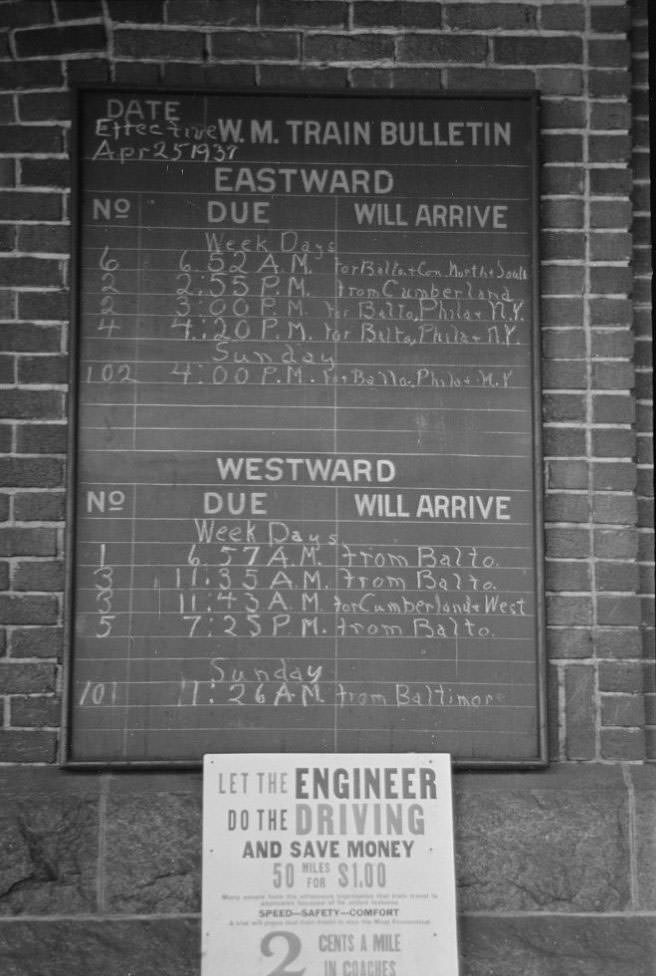 DATE
Effective W. M. TRAIN BULLETIN
Apr 25 1937
EASTWARD
NO DUE WILL ARRIVE
Week Days
6 6:52 A.M. for Balto. + Con. North + South
2 2:55 P.M. from Cumberland
2 3:00 P.M. for Balto, Phila + N.Y.
4 4:20 P.M. for Balto, Phila + N.Y.
Sunday
102 4:00 P.M. for Balto, Phila + N.Y
WESTWARD
NO DUE WILL ARRIVE
Week Days
1 6:57 A.M. from Balto.
3 11:35 A.M. from Balto.
3 11:43 A.M for Cumberland + West
5 7:25 P.M. from Balto.
Sunday
101 11:26 A.M. from Baltimore
LET THE ENGINEER
DO THE DRIVING
AND SAVE MONEY
50 MILES FOR $1.00
SPEED—SAFETY—COMFORT
2 CENTS A MILE
IN COACHES